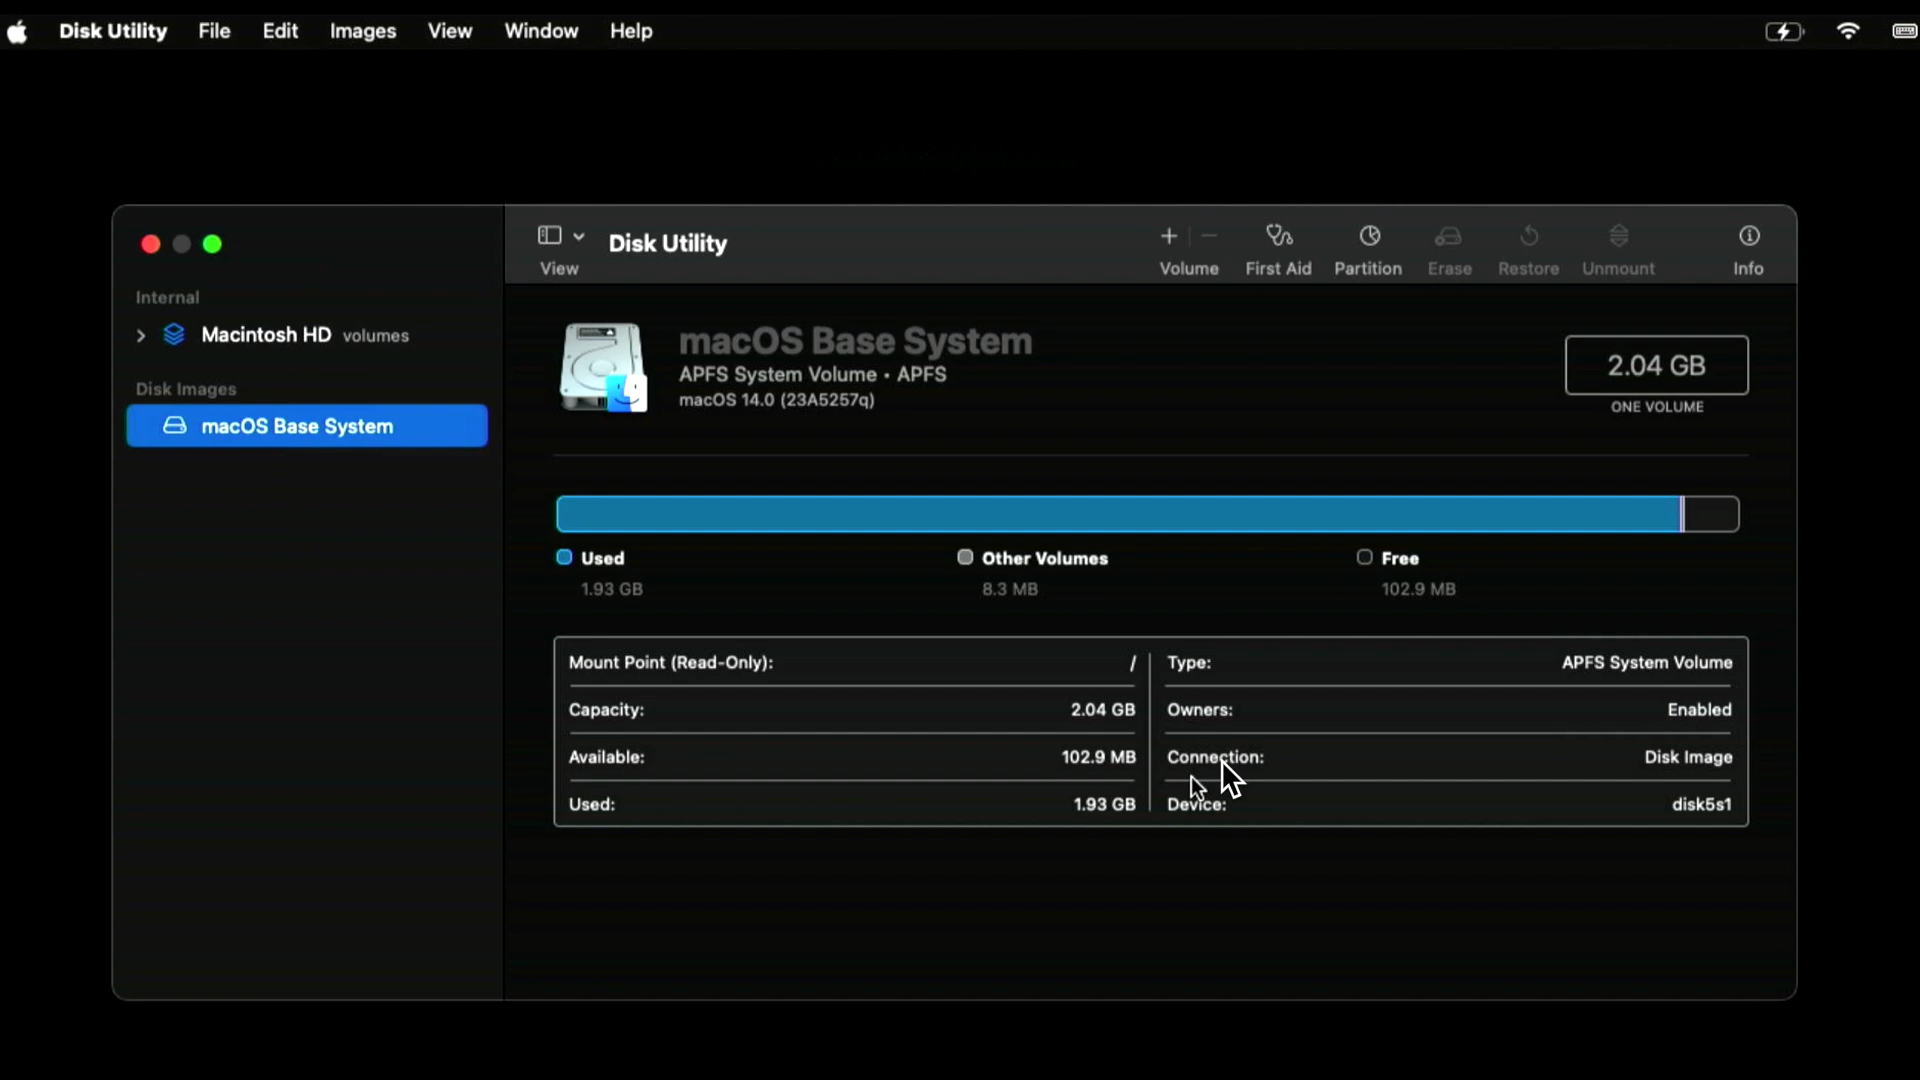 Disk Utility File Edit Images View Window Help
Disk Utility
View
Volume First Aid Partition Erase Restore Unmount Info
Internal
Macintosh HD volumes
Disk Images
macOS Base System
macOS Base System
APFS System Volume • APFS
macOS 14.0 (23A5257q)
2.04 GB
ONE VOLUME
Used
1.93 GB
Other Volumes
8.3 MB
Free
102.9 MB
Mount Point (Read-Only): /
Capacity: 2.04 GB
Available: 102.9 MB
Used: 1.93 GB
Type: APFS System Volume
Owners: Enabled
Connection: Disk Image
Device: disk5s1